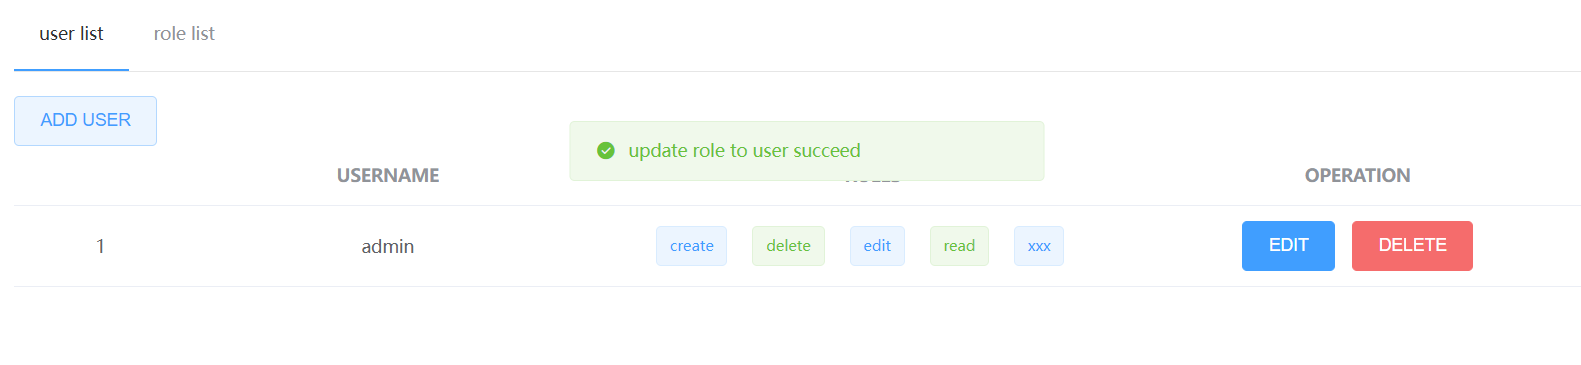 user list role list
ADD USER
update role to user succeed
USERNAME OPERATION
1 admin create delete edit read xxx EDIT DELETE